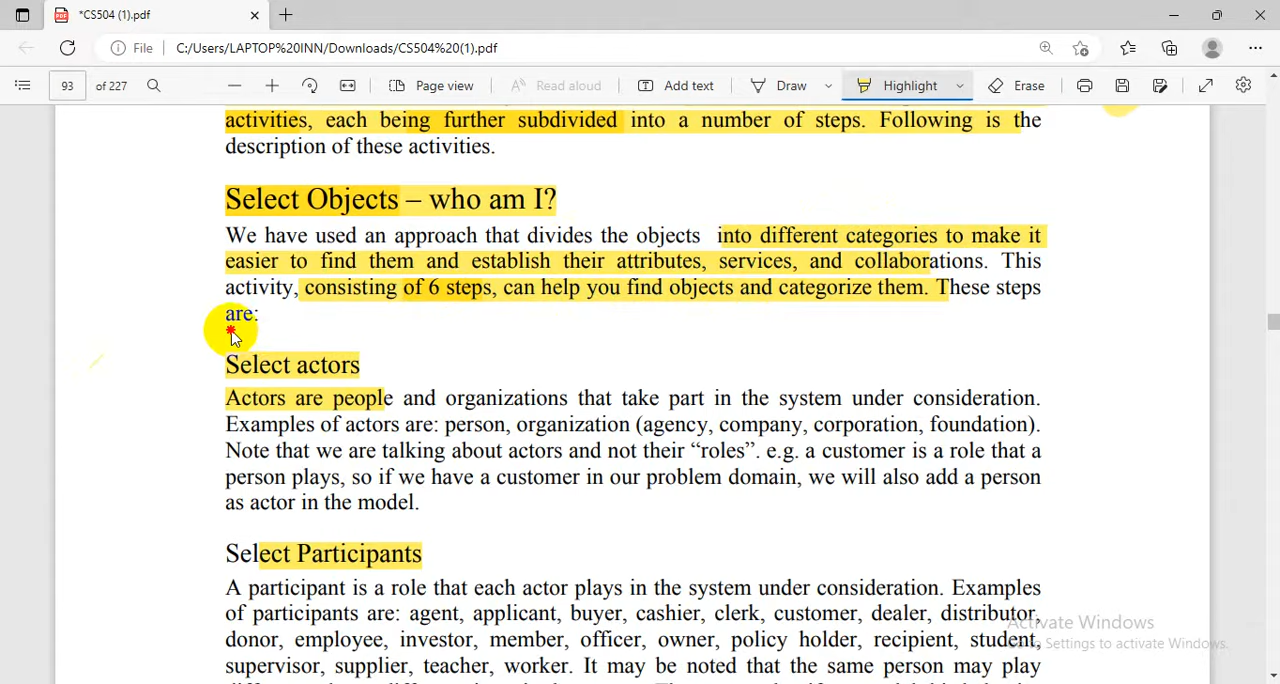 *CS504 (1).pdf
File C:/Users/LAPTOP%20INN/Downloads/CS504%20(1).pdf
93 of 227 Page view Read aloud Add text Draw Highlight Erase
activities, each being further subdivided into a number of steps. Following is the
description of these activities.
Select Objects – who am I?
We have used an approach that divides the objects into different categories to make it
easier to find them and establish their attributes, services, and collaborations. This
activity, consisting of 6 steps, can help you find objects and categorize them. These steps
are:
Select actors
Actors are people and organizations that take part in the system under consideration.
Examples of actors are: person, organization (agency, company, corporation, foundation).
Note that we are talking about actors and not their “roles”. e.g. a customer is a role that a
person plays, so if we have a customer in our problem domain, we will also add a person
as actor in the model.
Select Participants
A participant is a role that each actor plays in the system under consideration. Examples
of participants are: agent, applicant, buyer, cashier, clerk, customer, dealer, distributor,
donor, employee, investor, member, officer, owner, policy holder, recipient, student,
supervisor, supplier, teacher, worker. It may be noted that the same person may play
Activate Windows
Go to Settings to activate Windows.